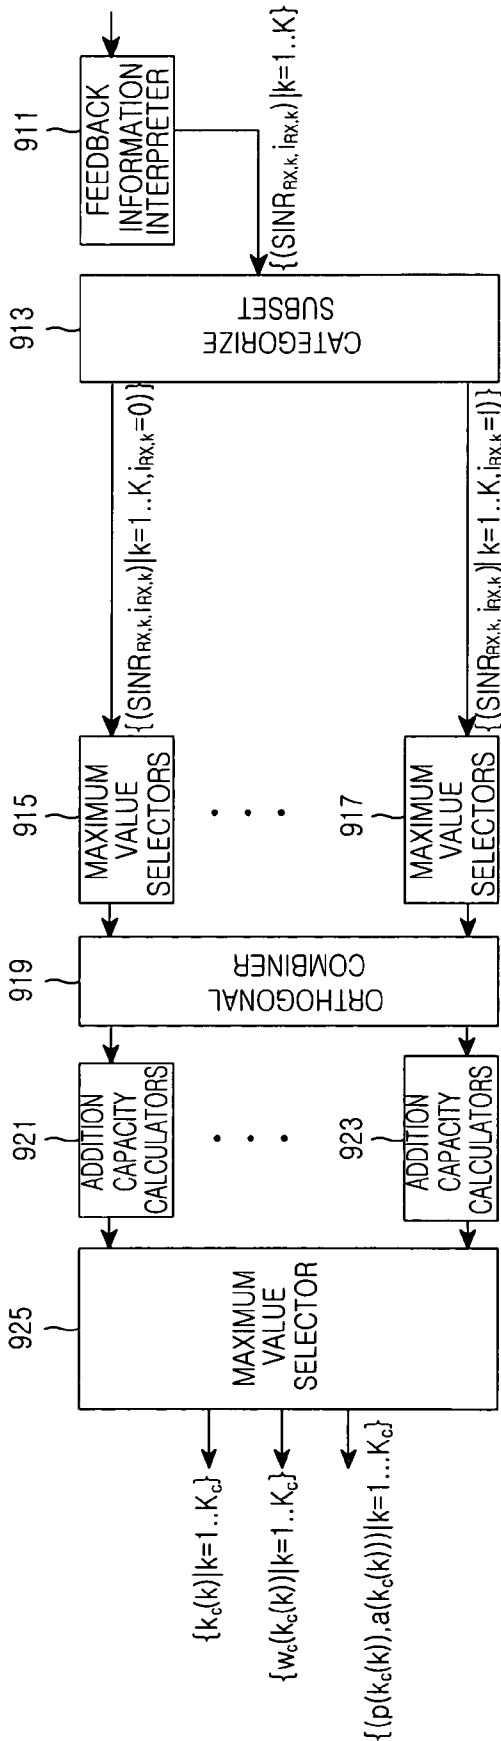 911
FEEDBACK
INFORMATION
INTERPRETER
{(SINR_RX,k, i_RX,k) | k=1..K}
913
CATEGORIZE
SUBSET
{(SINR_RX,k, i_RX,k) | k=1..K, i_RX,k=0)}
{(SINR_RX,k, i_RX,k) | k=1..K, i_RX,k=I)}
915
MAXIMUM
VALUE
SELECTORS
917
MAXIMUM
VALUE
SELECTORS
919
ORTHOGONAL
COMBINER
921
ADDITION
CAPACITY
CALCULATORS
923
ADDITION
CAPACITY
CALCULATORS
925
MAXIMUM
VALUE
SELECTOR
{k_c(k) | k=1..K_c}
{w_c(k_c(k)) | k=1..K_c}
{(p(k_c(k)),a(k_c(k))) | k=1...K_c}